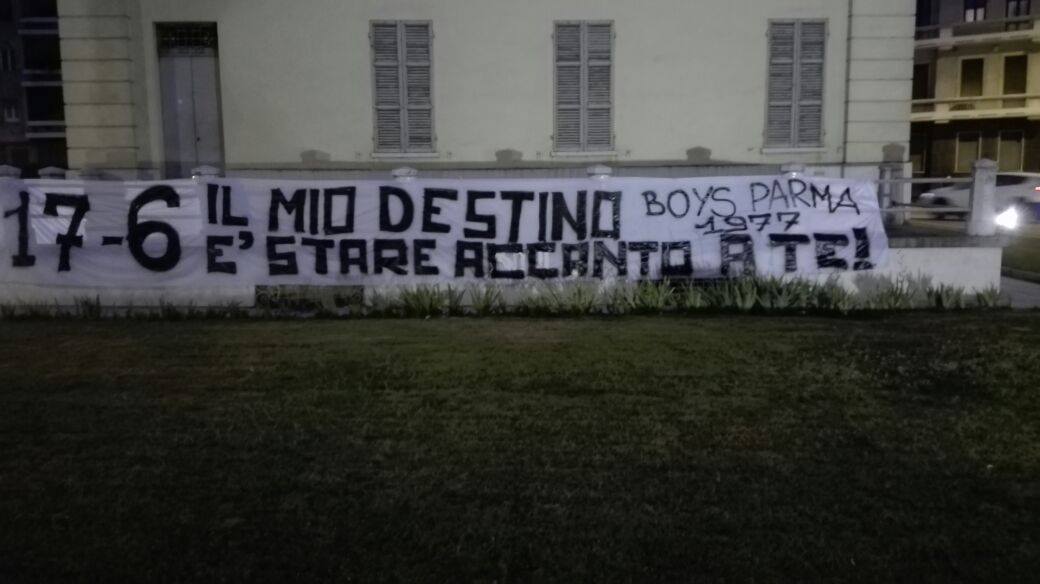 17-6
IL MIO DESTINO
E' STARE ACCANTO A TE!
BOYS PARMA
1977